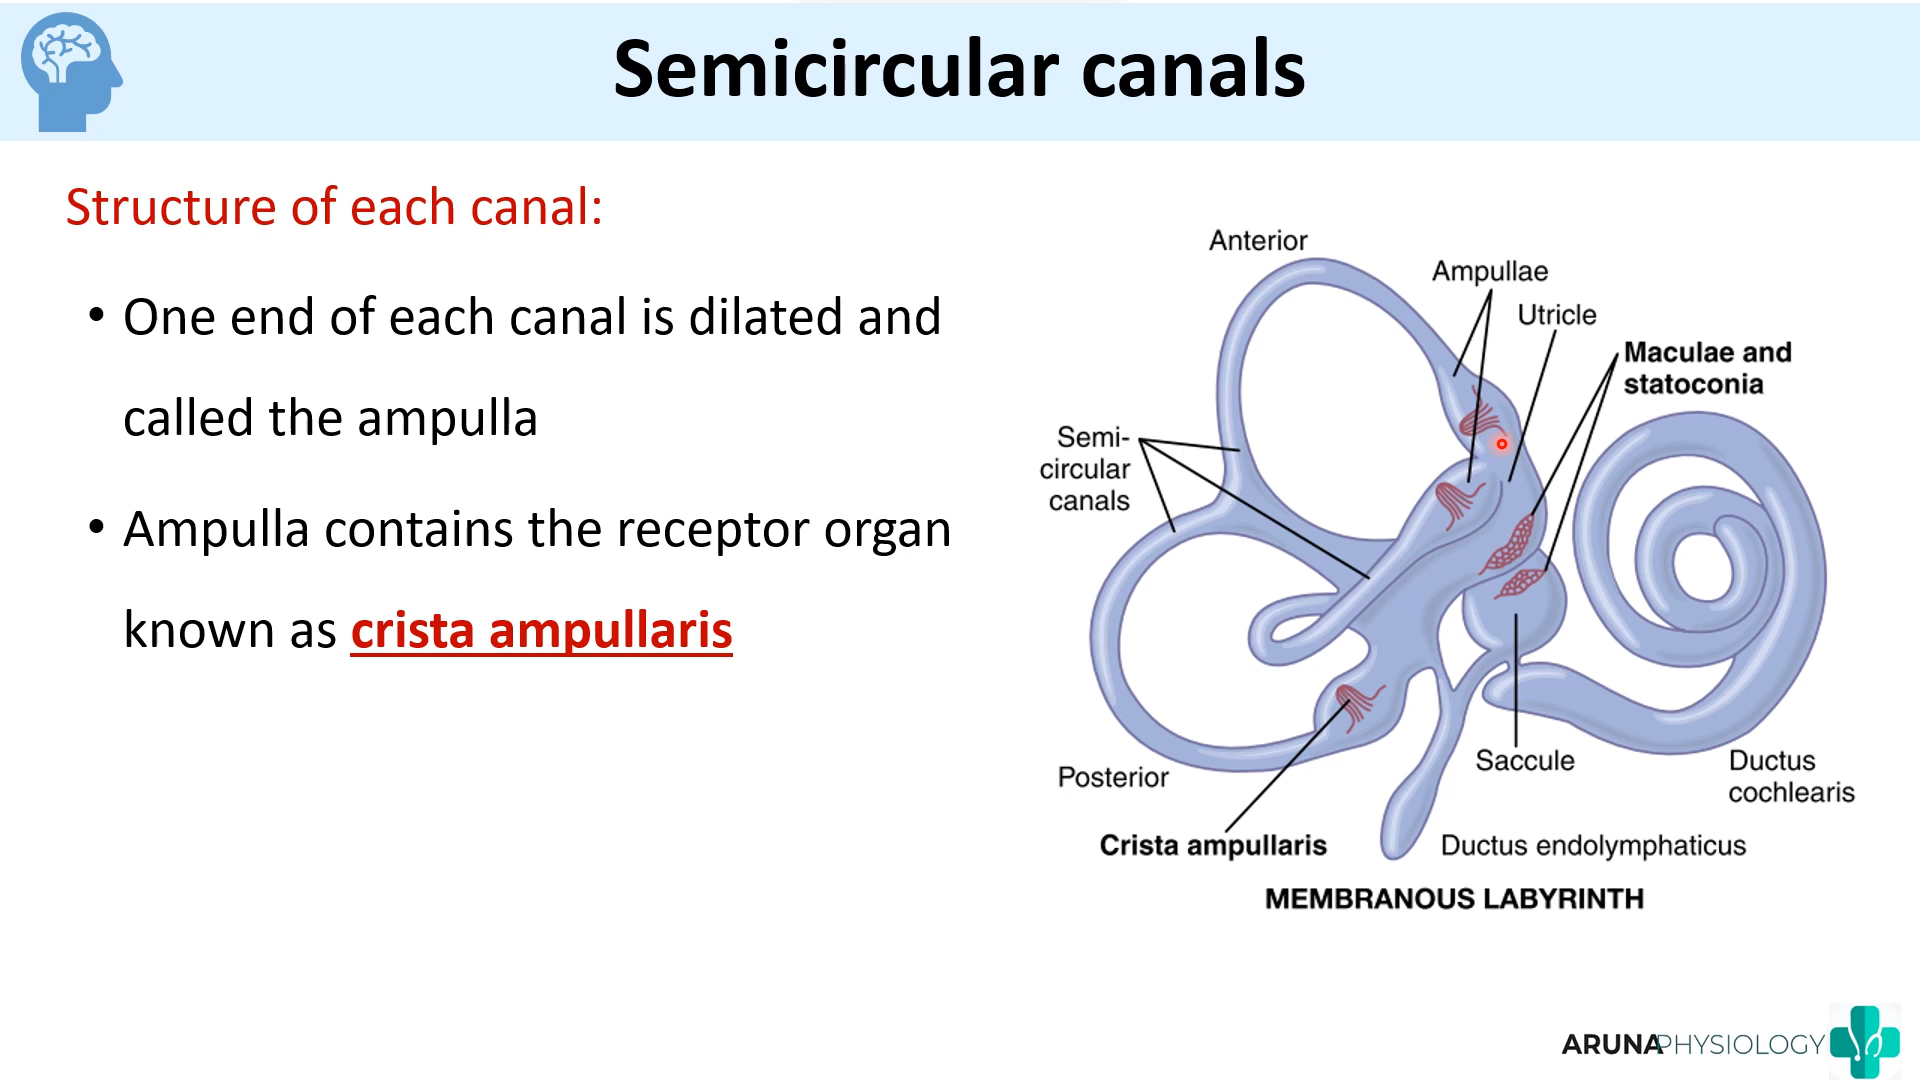 Semicircular canals
Structure of each canal:
• One end of each canal is dilated and
called the ampulla
• Ampulla contains the receptor organ
known as crista ampullaris
Anterior
Ampullae
Utricle
Maculae and
statoconia
Semi-
circular
canals
Saccule
Ductus
cochlearis
Posterior
Crista ampullaris
Ductus endolymphaticus
MEMBRANOUS LABYRINTH
ARUNAPHYSIOLOGY